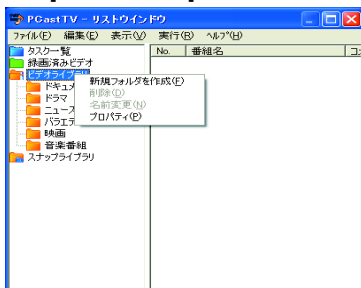 PCastTV - リストウインドウ
ファイル(F) 編集(E) 表示(V) 実行(R) ヘルプ(H)
タスク一覧 No. 番組名
録画済みビデオ
ビデオライブラリ
新規フォルダを作成(F)
削除(D)
名前変更(N)
プロパティ(P)
ドキュメ
ドラマ
ニュース
バラエテ
映画
音楽番組
スナップライブラリ